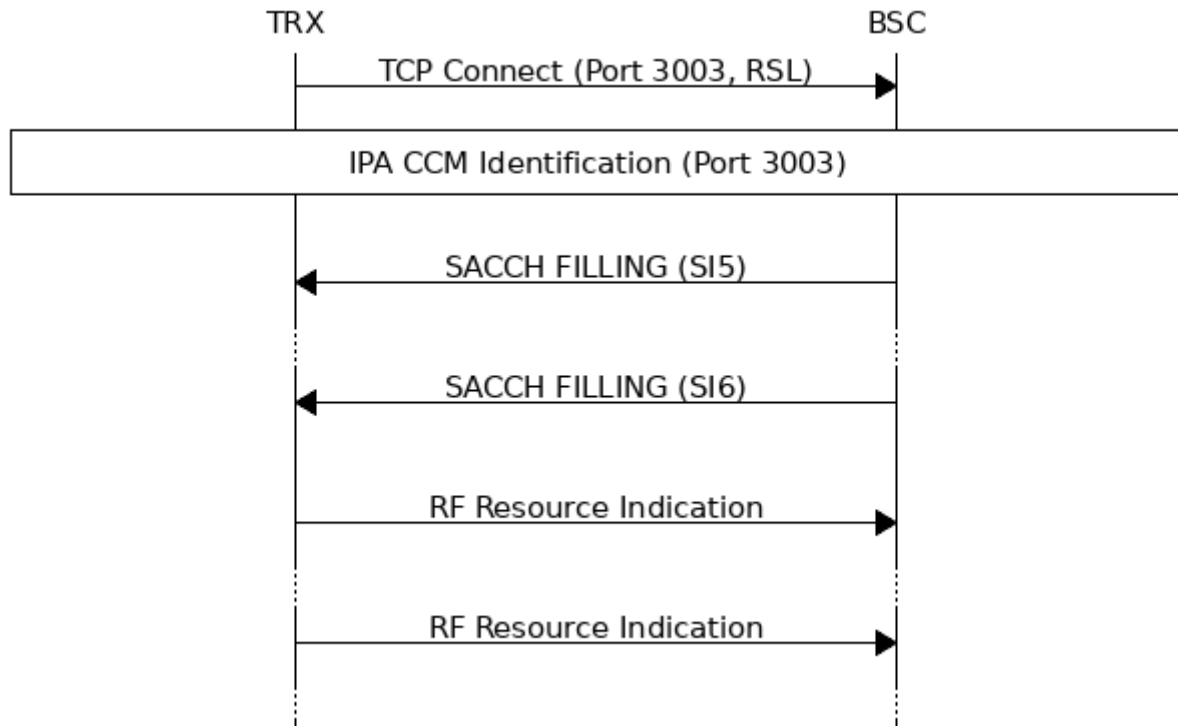 TRX BSC
TCP Connect (Port 3003, RSL)
IPA CCM Identification (Port 3003)
SACCH FILLING (SI5)
SACCH FILLING (SI6)
RF Resource Indication
RF Resource Indication